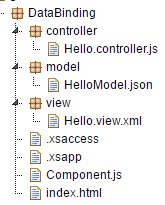 DataBinding
controller
Hello.controller.js
model
HelloModel.json
view
Hello.view.xml
.xsaccess
.xsapp
Component.js
index.html